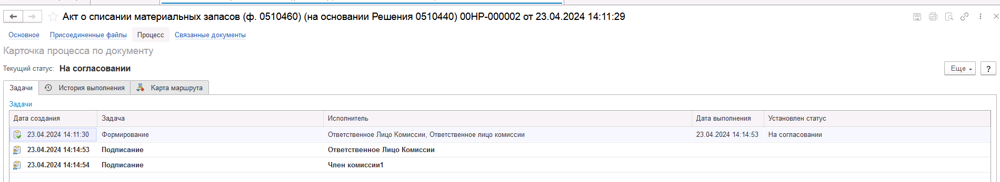 Акт о списании материальных запасов (ф. 0510460) (на основании Решения 0510440) 00НР-000002 от 23.04.2024 14:11:29
Основное Присоединенные файлы Процесс Связанные документы
Карточка процесса по документу
Текущий статус: На согласовании
Еще ?
Задачи История выполнения Карта маршрута
Задачи
Дата создания Задача Исполнитель Дата выполнения Установлен статус
23.04.2024 14:11:30 Формирование Ответственное Лицо Комиссии, Ответственное лицо комиссии 23.04.2024 14:14:53 На согласовании
23.04.2024 14:14:53 Подписание Ответственное Лицо Комиссии
23.04.2024 14:14:54 Подписание Член комиссии1